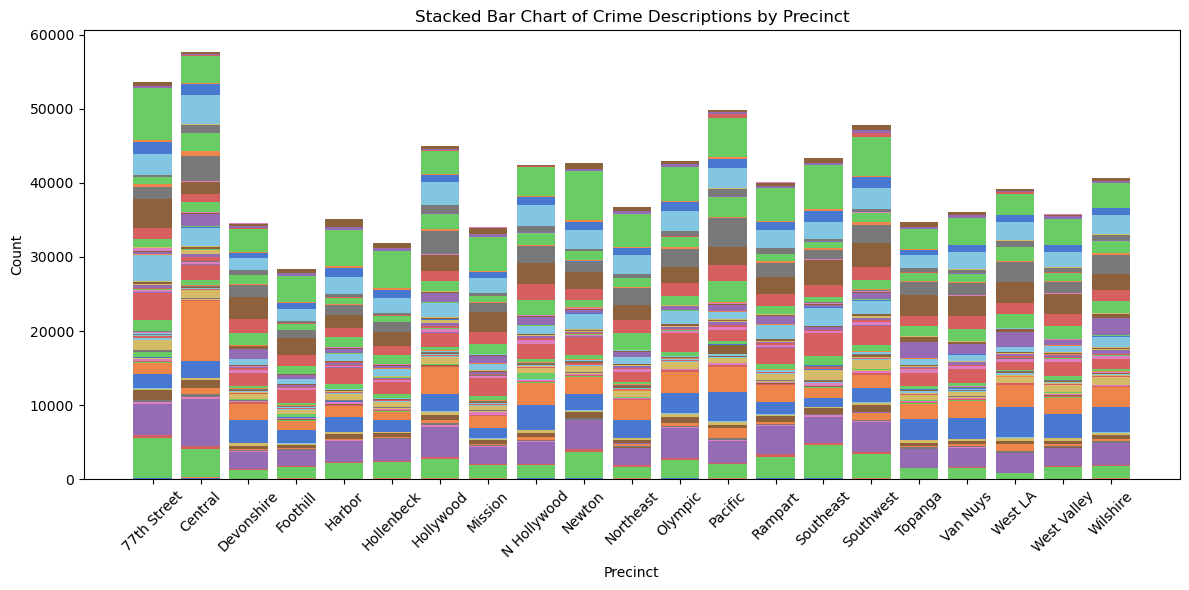 Stacked Bar Chart of Crime Descriptions by Precinct
60000
50000
40000
30000
20000
10000
0
Count
77th Street
Central
Devonshire
Foothill
Harbor
Hollenbeck
Hollywood
Mission
N Hollywood
Newton
Northeast
Olympic
Pacific
Rampart
Southeast
Southwest
Topanga
Van Nuys
West LA
West Valley
Wilshire
Precinct